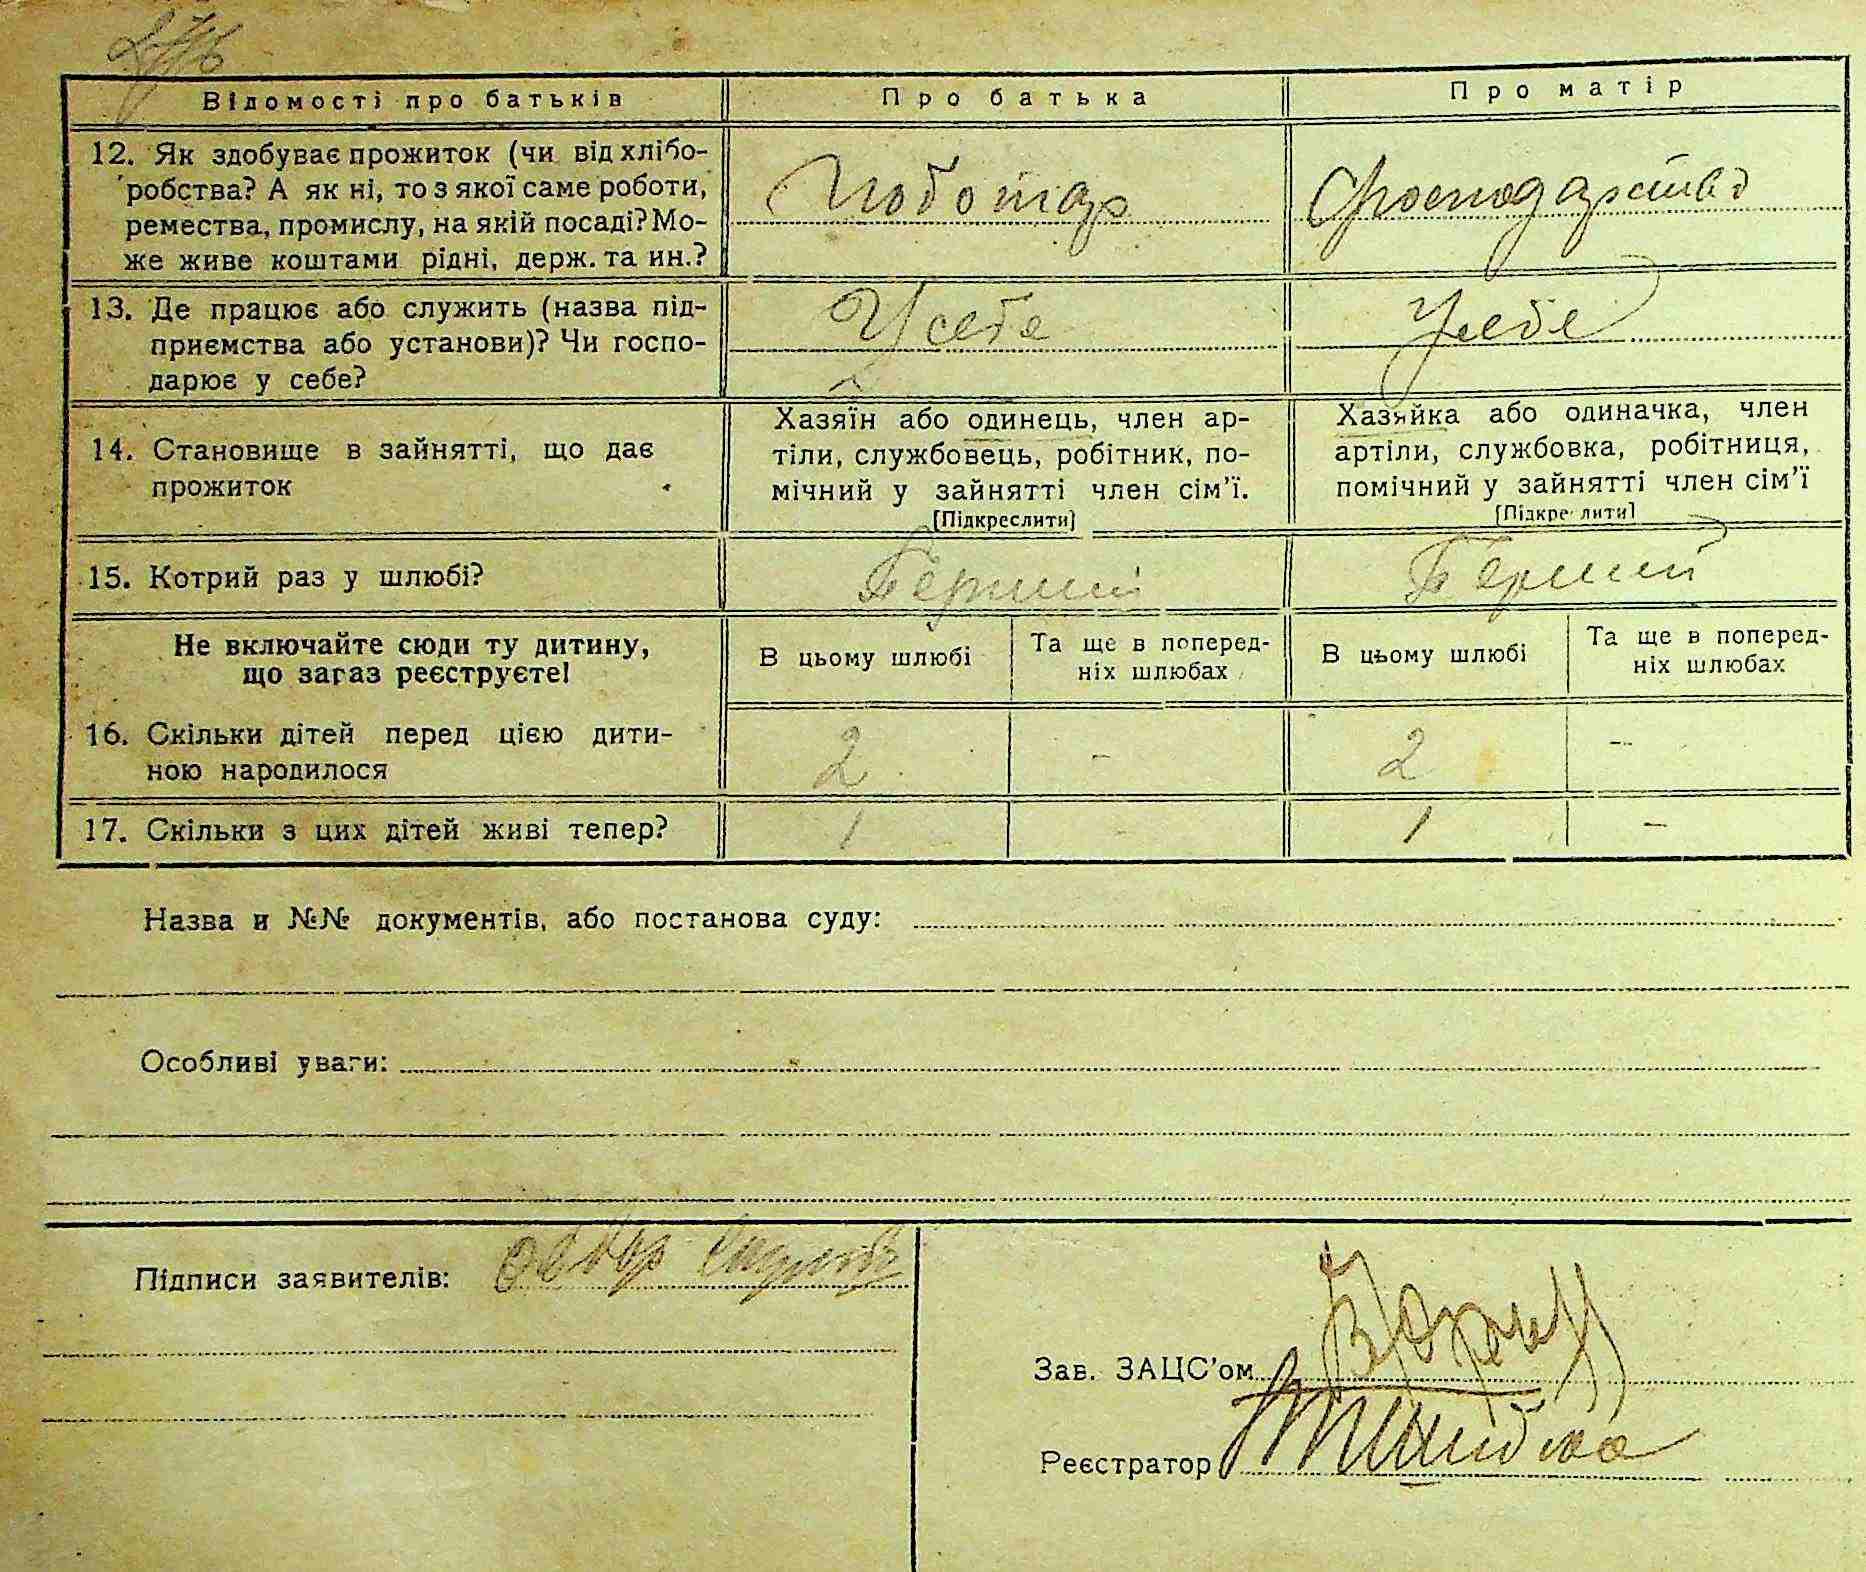 Відомості про батьків
Про батька
Про матір
12. Як здобуває прожиток (чи від хлібо-
робства? А як ні, то з якої саме роботи,
ремества, промислу, на якій посаді? Мо-
же живе коштами рідні, держ. та ин.?
Чоботар
Господарства
13. Де працює або служить (назва під-
приємства або установи)? Чи госпо-
дарює у себе?
У себе
У себе
14. Становище в зайнятті, що дає
прожиток
Хазяїн або одинець, член ар-
тіли, службовець, робітник, по-
мічний у зайнятті член сім’ї.
[Підкреслити]
Хазяйка або одиначка, член
артіли, службовка, робітниця,
помічний у зайнятті член сім’ї
[Підкреслити]
15. Котрий раз у шлюбі?
Перший
Перший
Не включайте сюди ту дитину,
що зараз реєструєте!
В цьому шлюбі
Та ще в поперед-
ніх шлюбах
В цьому шлюбі
Та ще в поперед-
ніх шлюбах
16. Скільки дітей перед цією дити-
ною народилося
2 - 2 -
17. Скільки з цих дітей живі тепер?
1 - 1 -
Назва и №№ документів, або постанова суду:
Особливі уваги:
Підписи заявителів:
Зав. ЗАЦС’ом
Реєстратор